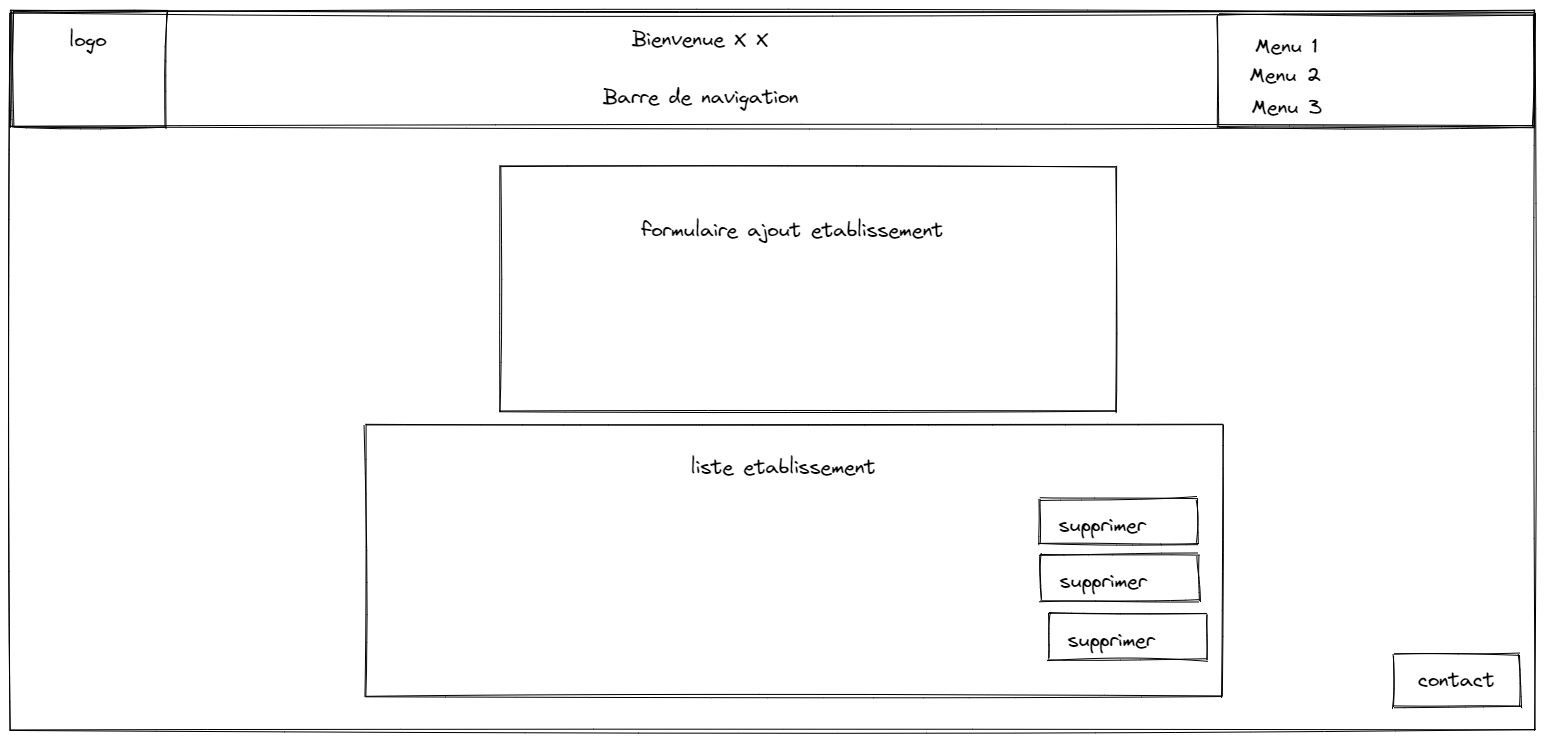 logo
Bienvenue X X
Barre de navigation
Menu 1
Menu 2
Menu 3
formulaire ajout etablissement
liste etablissement
supprimer
supprimer
supprimer
contact